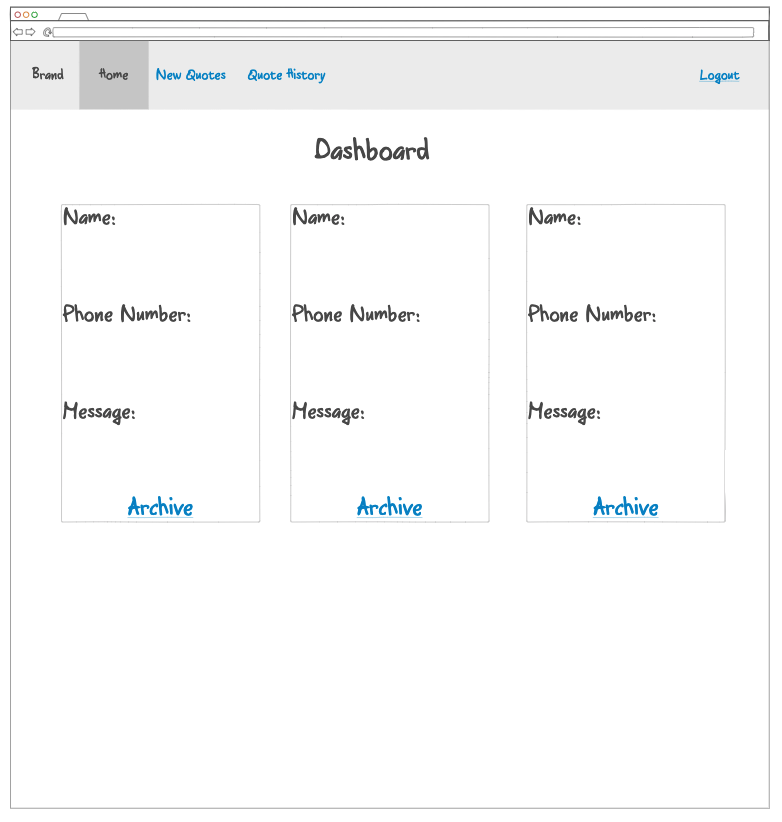 Brand Home New Quotes Quote History Logout
Dashboard
Name: Name: Name:
Phone Number: Phone Number: Phone Number:
Message: Message: Message:
Archive Archive Archive